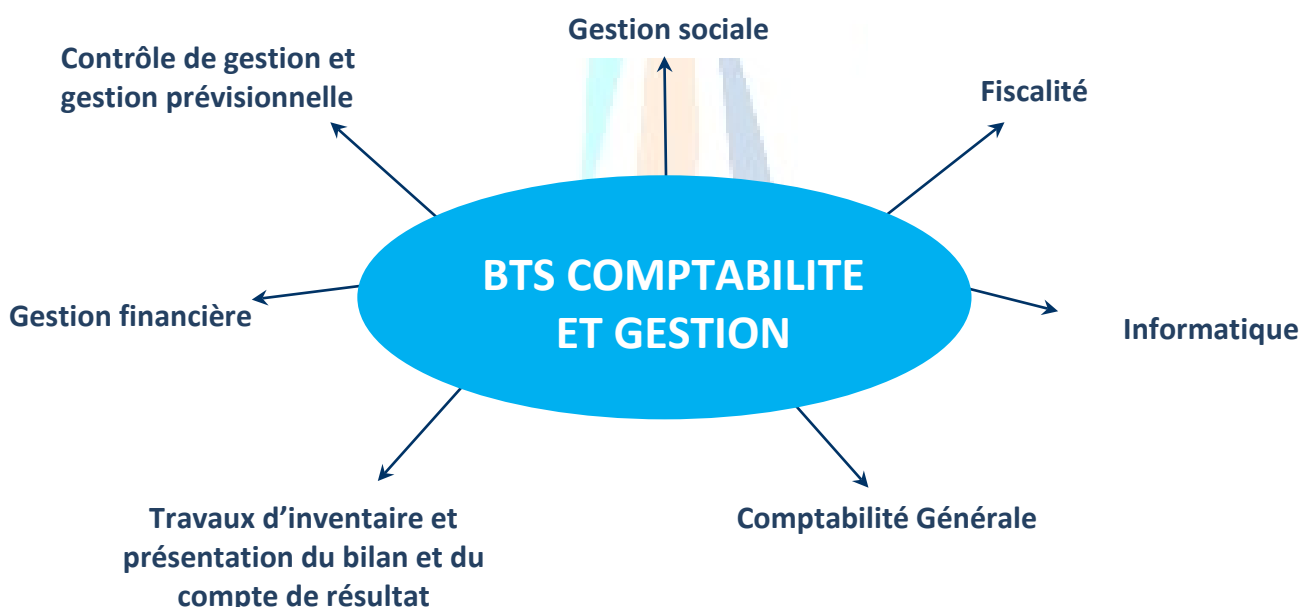 Gestion sociale
Contrôle de gestion et
gestion prévisionnelle
Fiscalité
BTS COMPTABILITE
ET GESTION
Gestion financière
Informatique
Travaux d’inventaire et
présentation du bilan et du
compte de résultat
Comptabilité Générale